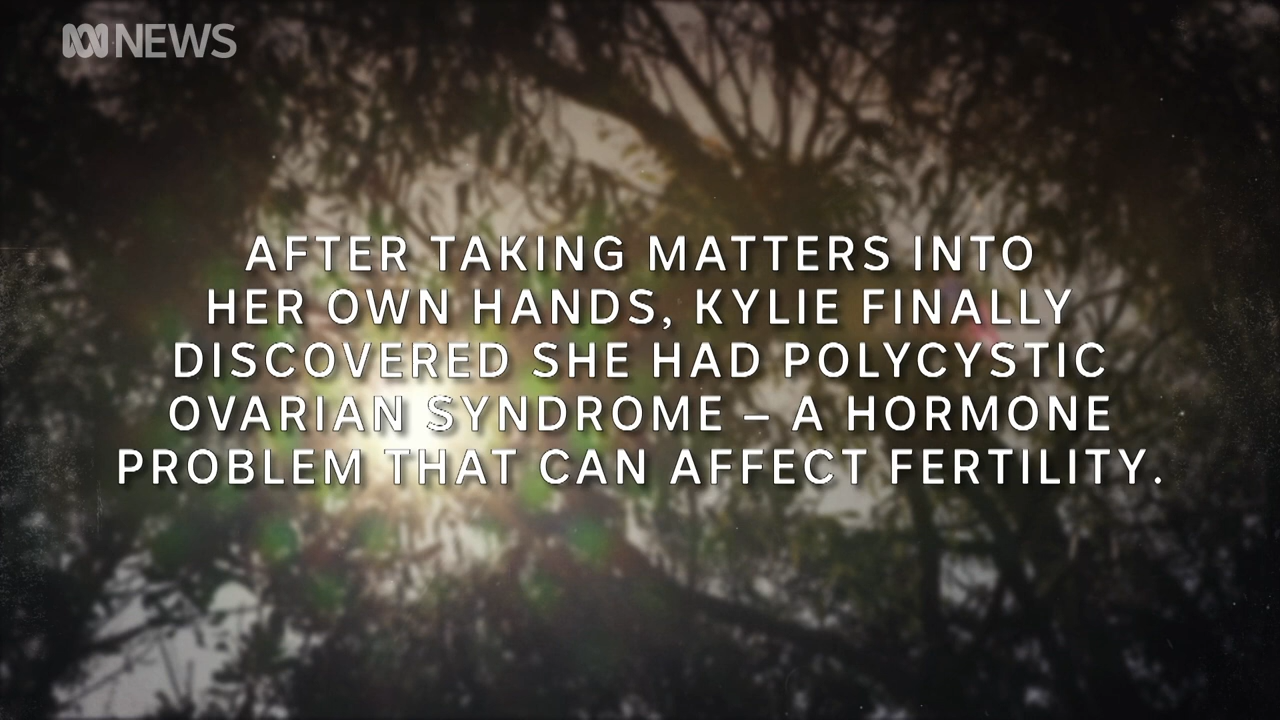 NEWS
AFTER TAKING MATTERS INTO
HER OWN HANDS, KYLIE FINALLY
DISCOVERED SHE HAD POLYCYSTIC
OVARIAN SYNDROME – A HORMONE
PROBLEM THAT CAN AFFECT FERTILITY.